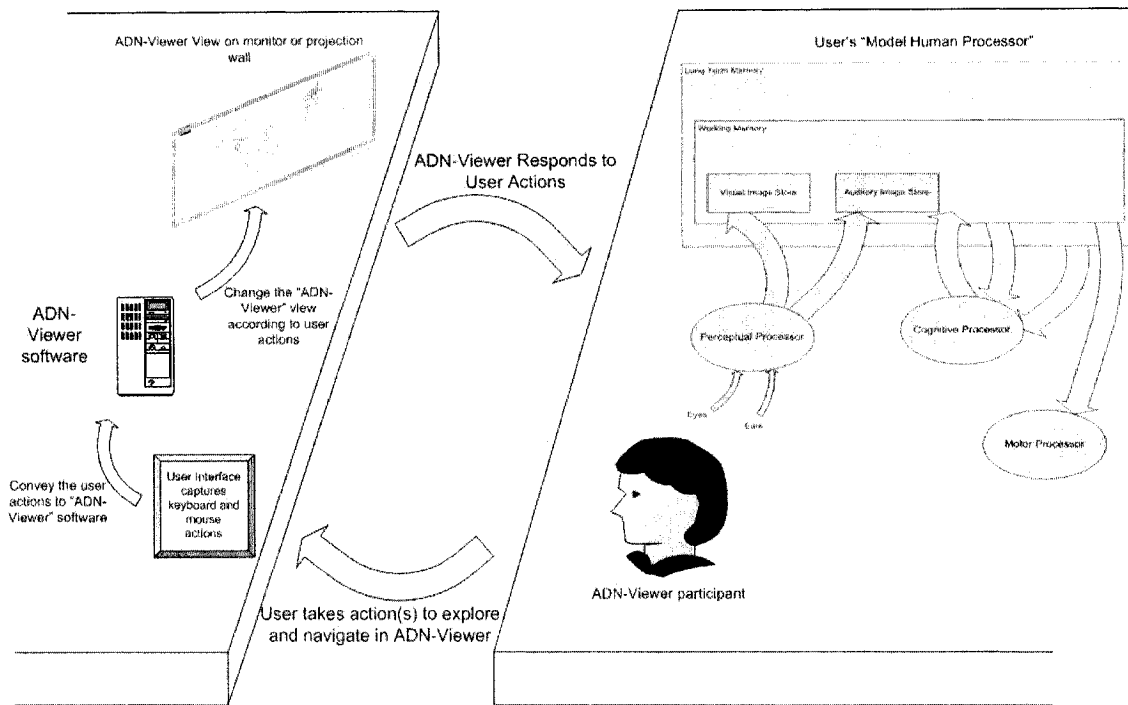 ADN-Viewer View on monitor or projection
wall
User's "Model Human Processor"
Long Term Memory
Working Memory
Visual Image Store
Auditory Image Store
ADN-Viewer Responds to
User Actions
Change the "ADN-
Viewer" view
according to user
actions
ADN-
Viewer
software
Perceptual Processor
Cognitive Processor
Eyes
Ears
Motor Processor
User Interface
captures
keyboard and
mouse
actions
Convey the user
actions to "ADN-
Viewer" software
ADN-Viewer participant
User takes action(s) to explore
and navigate in ADN-Viewer